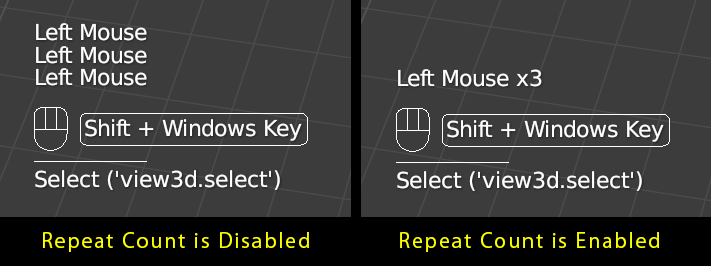 Left Mouse
Left Mouse
Left Mouse
Shift + Windows Key
Select ('view3d.select')
Repeat Count is Disabled
Left Mouse x3
Shift + Windows Key
Select ('view3d.select')
Repeat Count is Enabled